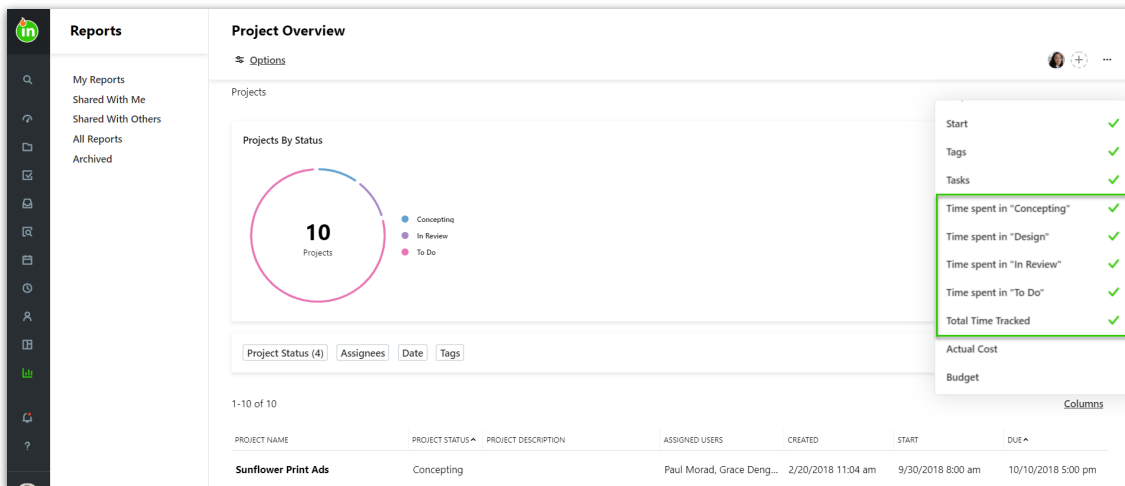 in
Reports
Project Overview
Options
My Reports
Shared With Me
Shared With Others
All Reports
Archived
Projects
Projects By Status
10
Projects
Concepting
In Review
To Do
Start
Tags
Tasks
Time spent in "Concepting"
Time spent in "Design"
Time spent in "In Review"
Time spent in "To Do"
Total Time Tracked
Actual Cost
Budget
Project Status (4) Assignees Date Tags
1-10 of 10 Columns
PROJECT NAME PROJECT STATUS PROJECT DESCRIPTION ASSIGNED USERS CREATED START DUE
Sunflower Print Ads Concepting Paul Morad, Grace Deng... 2/20/2018 11:04 am 9/30/2018 8:00 am 10/10/2018 5:00 pm